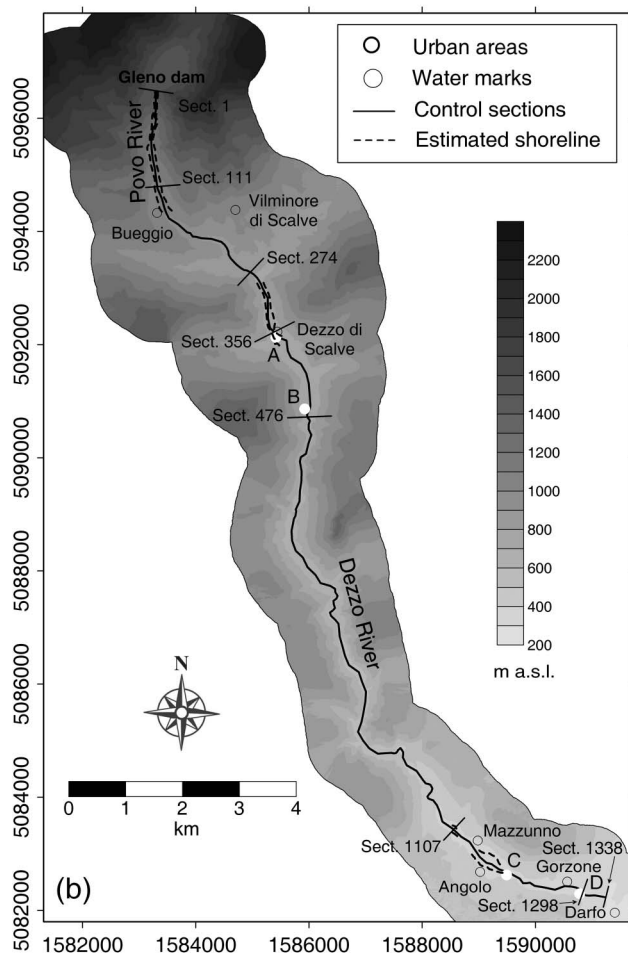 Urban areas
Water marks
Control sections
Estimated shoreline
Gleno dam
Sect. 1
Povo River
Sect. 111
Bueggio
Vilminore
di Scalve
Sect. 274
Sect. 356
Dezzo di
Scalve
A
B
Sect. 476
Dezzo River
2200
2000
1800
1600
1400
1200
1000
800
600
400
200
m a.s.l.
N
0 1 2 3 4
km
Sect. 1107
Mazzunno
Angolo
C
Sect. 1338
Gorzone
D
Sect. 1298
Darfo
(b)
5096000
5094000
5092000
5090000
5088000
5086000
5084000
5082000
1582000 1584000 1586000 1588000 1590000